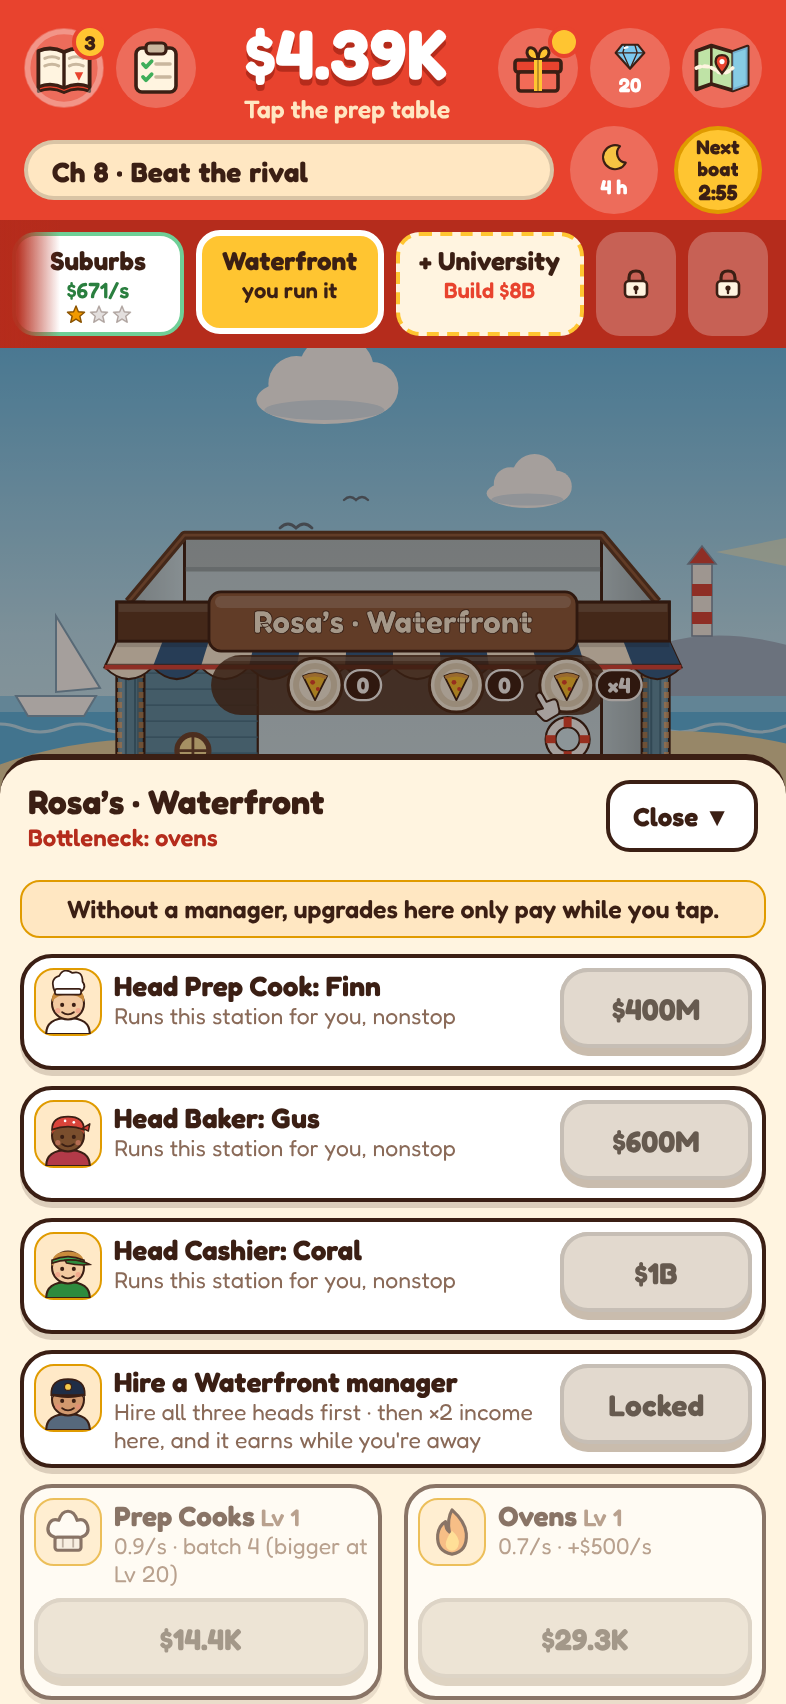 3
$4.39K
Tap the prep table
20
Ch 8 · Beat the rival
4 h
Next
boat
2:55
Suburbs
$671/s
Waterfront
you run it
+ University
Build $8B
Rosa's · Waterfront
0
0
x4
Rosa's · Waterfront
Bottleneck: ovens
Close ▼
Without a manager, upgrades here only pay while you tap.
Head Prep Cook: Finn
Runs this station for you, nonstop
$400M
Head Baker: Gus
Runs this station for you, nonstop
$600M
Head Cashier: Coral
Runs this station for you, nonstop
$1B
Hire a Waterfront manager
Hire all three heads first · then ×2 income
here, and it earns while you're away
Locked
Prep Cooks Lv 1
0.9/s · batch 4 (bigger at
Lv 20)
$14.4K
Ovens Lv 1
0.7/s · +$500/s
$29.3K